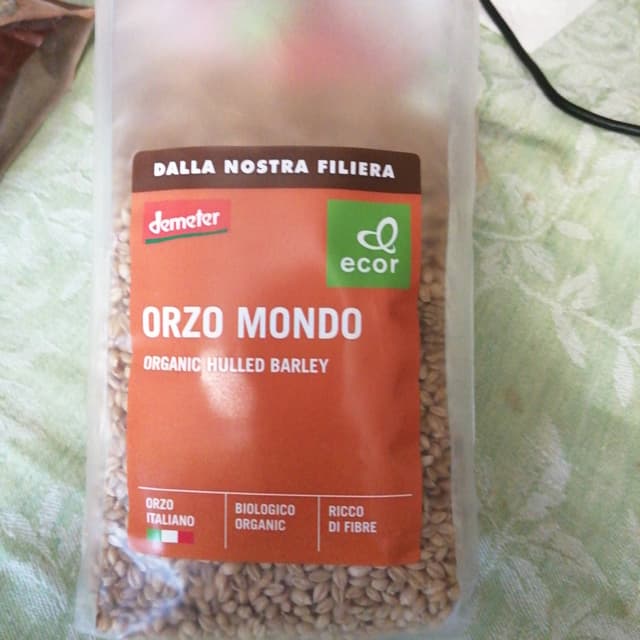 DALLA NOSTRA FILIERA
demeter
ecor
ORZO MONDO
ORGANIC HULLED BARLEY
ORZO
ITALIANO
BIOLOGICO
ORGANIC
RICCO
DI FIBRE